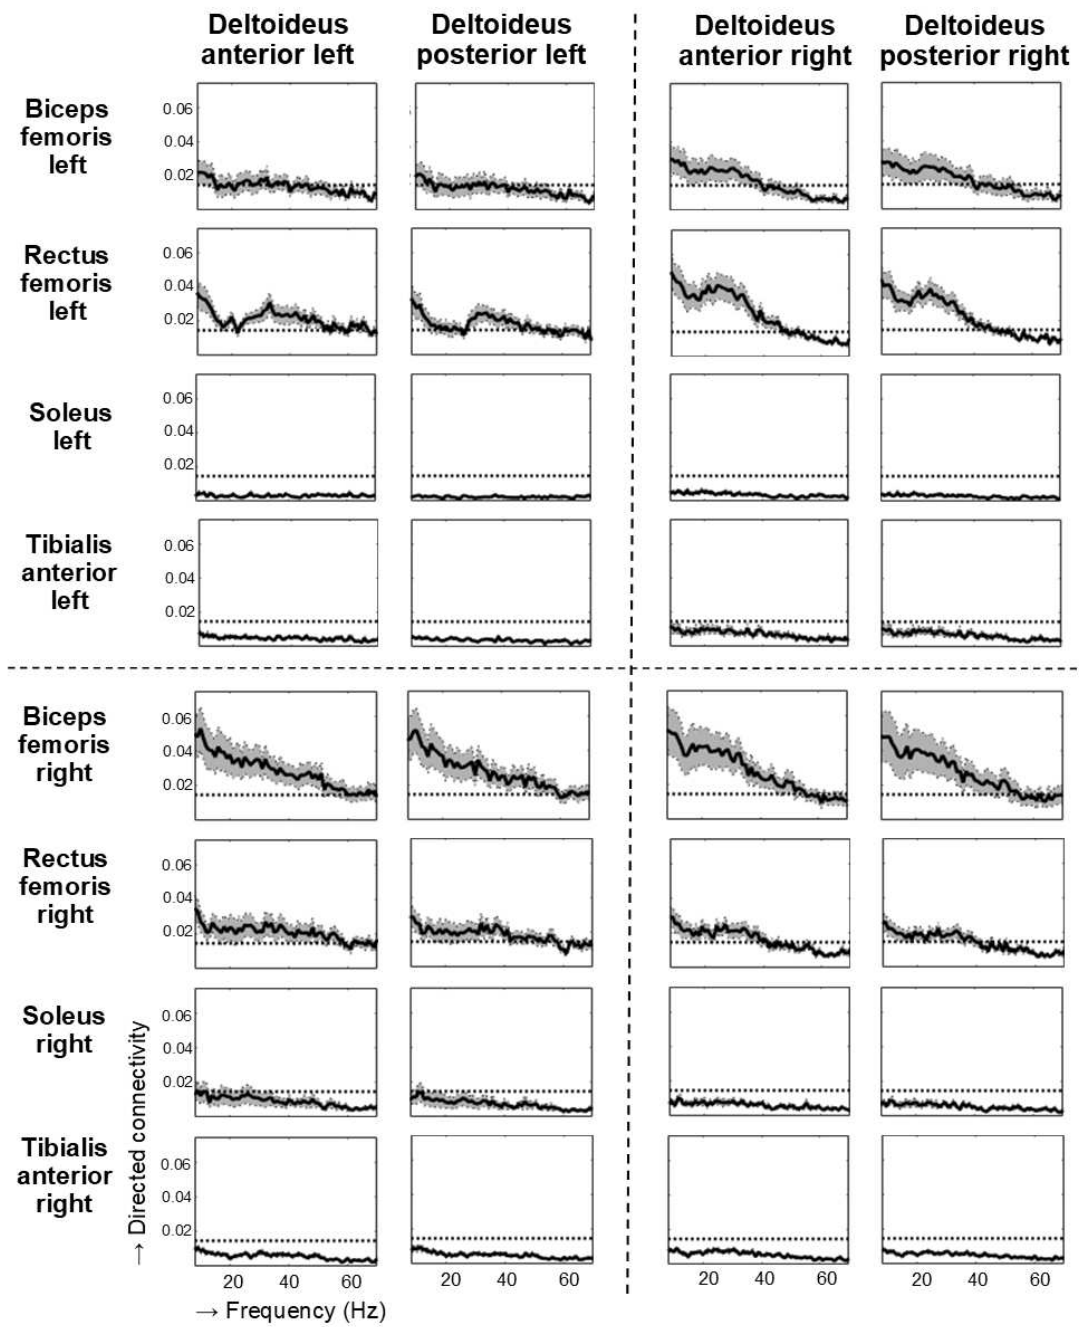 Deltoideus
anterior left
Deltoideus
posterior left
Deltoideus
anterior right
Deltoideus
posterior right
Biceps
femoris
left
0.06
0.04
0.02
Rectus
femoris
left
0.06
0.04
0.02
Soleus
left
0.06
0.04
0.02
Tibialis
anterior
left
0.06
0.04
0.02
Biceps
femoris
right
0.06
0.04
0.02
Rectus
femoris
right
0.06
0.04
0.02
Soleus
right
0.06
0.04
0.02
Tibialis
anterior
right
0.06
0.04
0.02
→ Directed connectivity
20 40 60
20 40 60
20 40 60
20 40 60
→ Frequency (Hz)